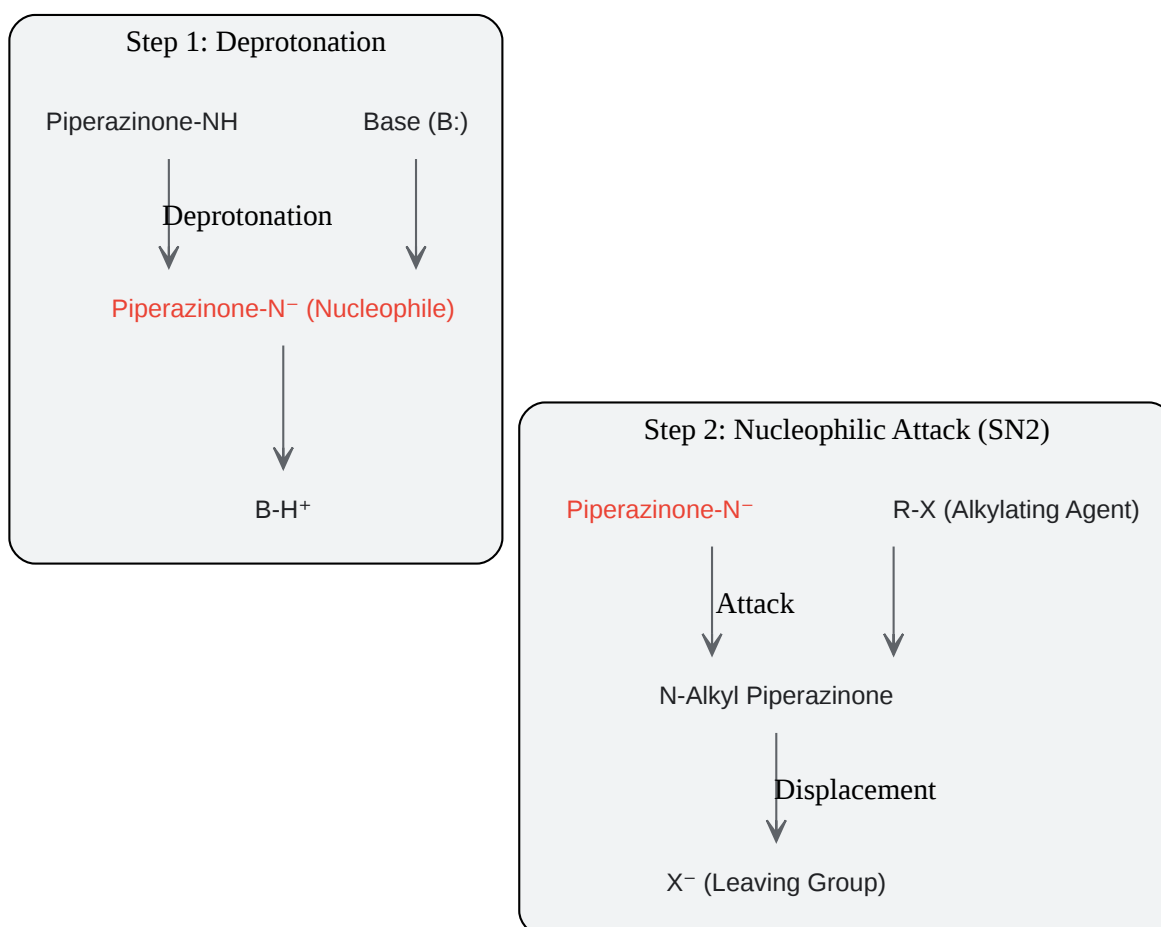 Step 1: Deprotonation
Piperazinone-NH
Base (B:)
Deprotonation
Piperazinone-N⁻ (Nucleophile)
B-H⁺
Step 2: Nucleophilic Attack (SN2)
Piperazinone-N⁻
R-X (Alkylating Agent)
Attack
N-Alkyl Piperazinone
Displacement
X⁻ (Leaving Group)